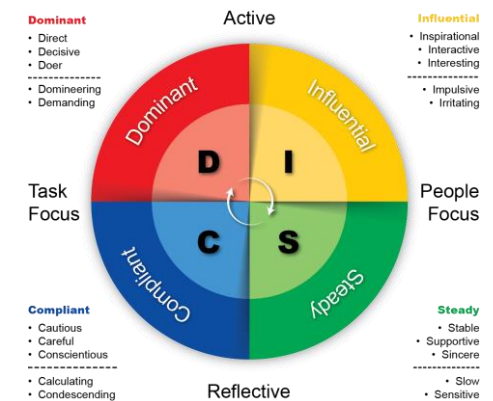 Active
Dominant
• Direct
• Decisive
• Doer
• Domineering
• Demanding
Influential
• Inspirational
• Interactive
• Interesting
• Impulsive
• Irritating
Dominant
Influential
D
I
Task
Focus
People
Focus
C
S
Compliant
Steady
Compliant
• Cautious
• Careful
• Conscientious
• Calculating
• Condescending
Steady
• Stable
• Supportive
• Sincere
• Slow
• Sensitive
Reflective